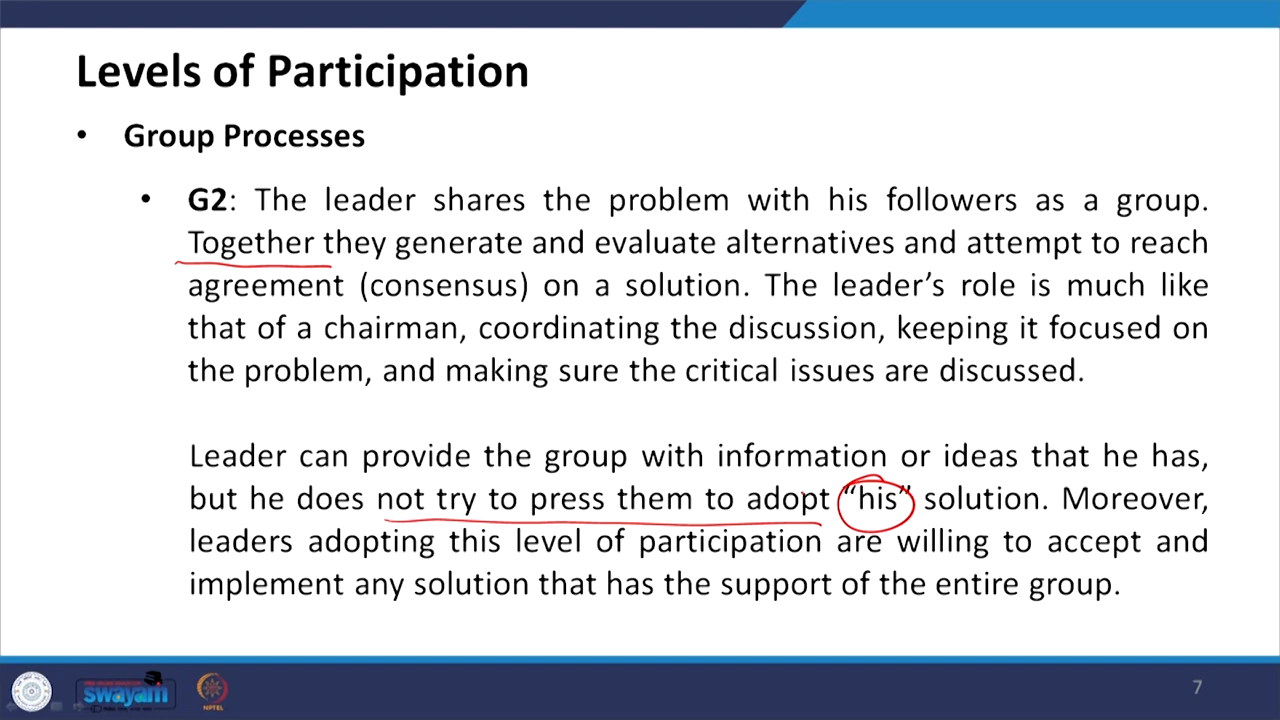 Levels of Participation
• Group Processes
• G2: The leader shares the problem with his followers as a group.
Together they generate and evaluate alternatives and attempt to reach
agreement (consensus) on a solution. The leader’s role is much like
that of a chairman, coordinating the discussion, keeping it focused on
the problem, and making sure the critical issues are discussed.
Leader can provide the group with information or ideas that he has,
but he does not try to press them to adopt “his” solution. Moreover,
leaders adopting this level of participation are willing to accept and
implement any solution that has the support of the entire group.
swayam
NPTEL
7